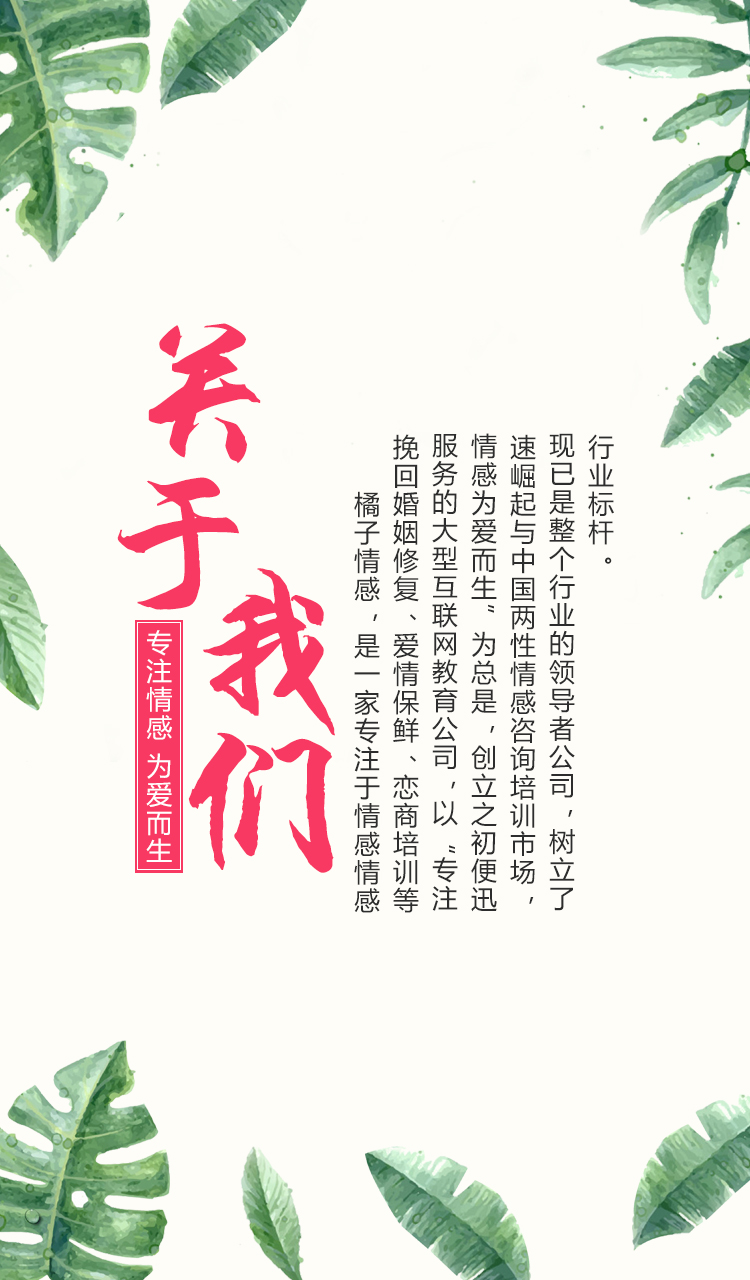 关于
我们
专注情感 为爱而生
橘子情感，是一家专注于情感情感
挽回婚姻修复、爱情保鲜、恋商培训等
服务的大型互联网教育公司，以“专注
情感为爱而生”为总是，创立之初便迅
速崛起与中国两性情感咨询培训市场，
现已是整个行业的领导者公司，树立了
行业标杆。